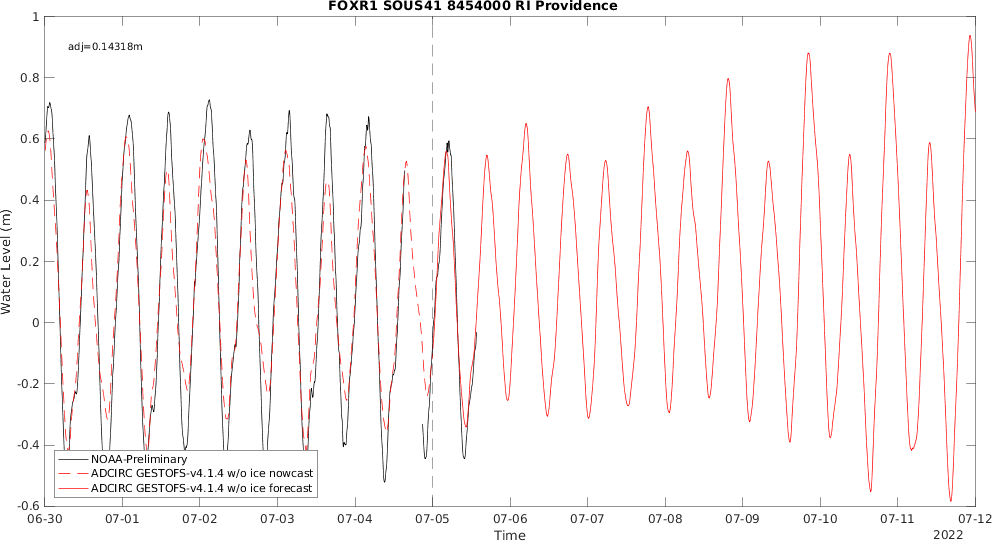 FOXR1 SOUS41 8454000 RI Providence
adj=0.14318m
Water Level (m)
1
0.8
0.6
0.4
0.2
0
-0.2
-0.4
-0.6
NOAA-Preliminary
ADCIRC GESTOFS-v4.1.4 w/o ice nowcast
ADCIRC GESTOFS-v4.1.4 w/o ice forecast
06-30 07-01 07-02 07-03 07-04 07-05 07-06 07-07 07-08 07-09 07-10 07-11 07-12
Time
2022